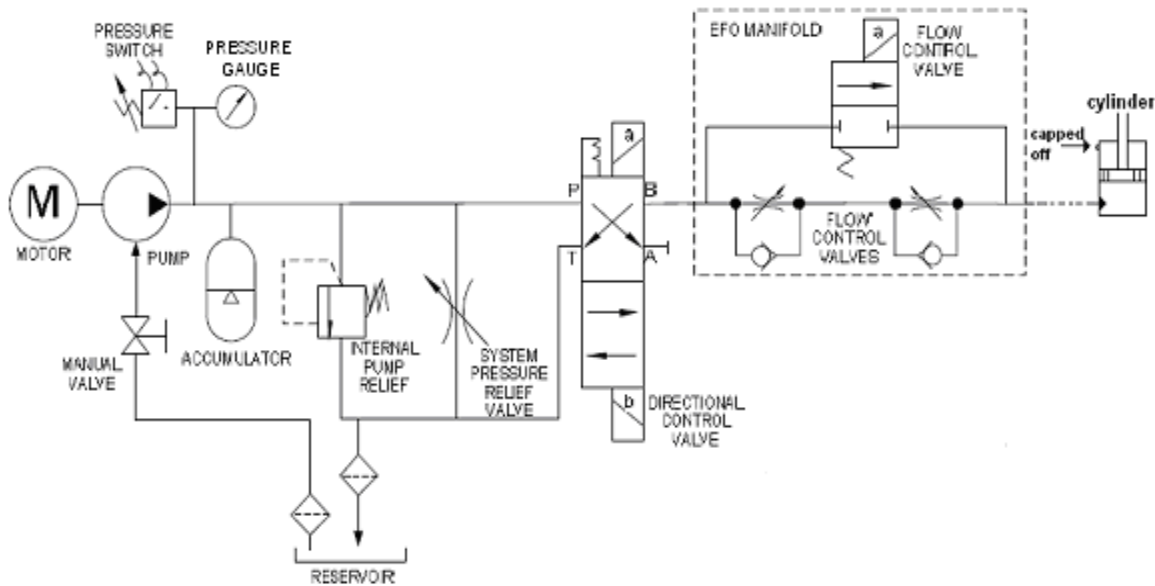 PRESSURE
SWITCH
PRESSURE
GAUGE
EFO MANIFOLD
a
FLOW
CONTROL
VALVE
cylinder
capped
off
a
P
B
M
MOTOR
PUMP
T
A
FLOW
CONTROL
VALVES
MANUAL
VALVE
ACCUMULATOR
INTERNAL
PUMP
RELIEF
SYSTEM
PRESSURE
RELIEF
VALVE
b
DIRECTIONAL
CONTROL
VALVE
RESERVOIR